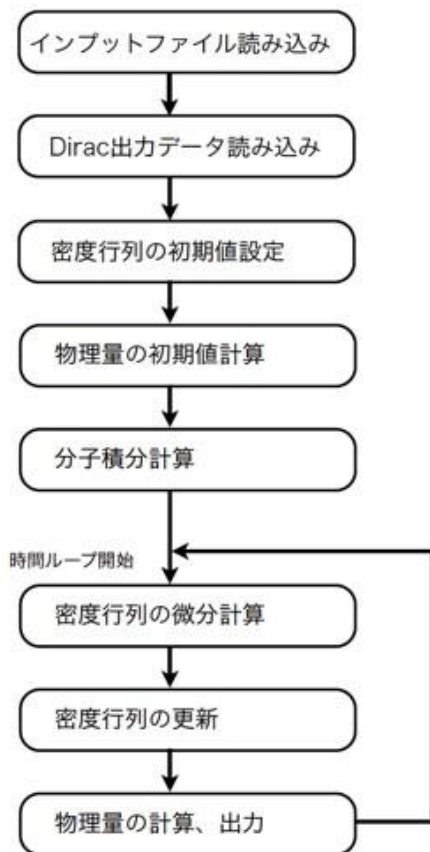 インプットファイル読み込み
Dirac出力データ読み込み
密度行列の初期値設定
物理量の初期値計算
分子積分計算
時間ループ開始
密度行列の微分計算
密度行列の更新
物理量の計算、出力